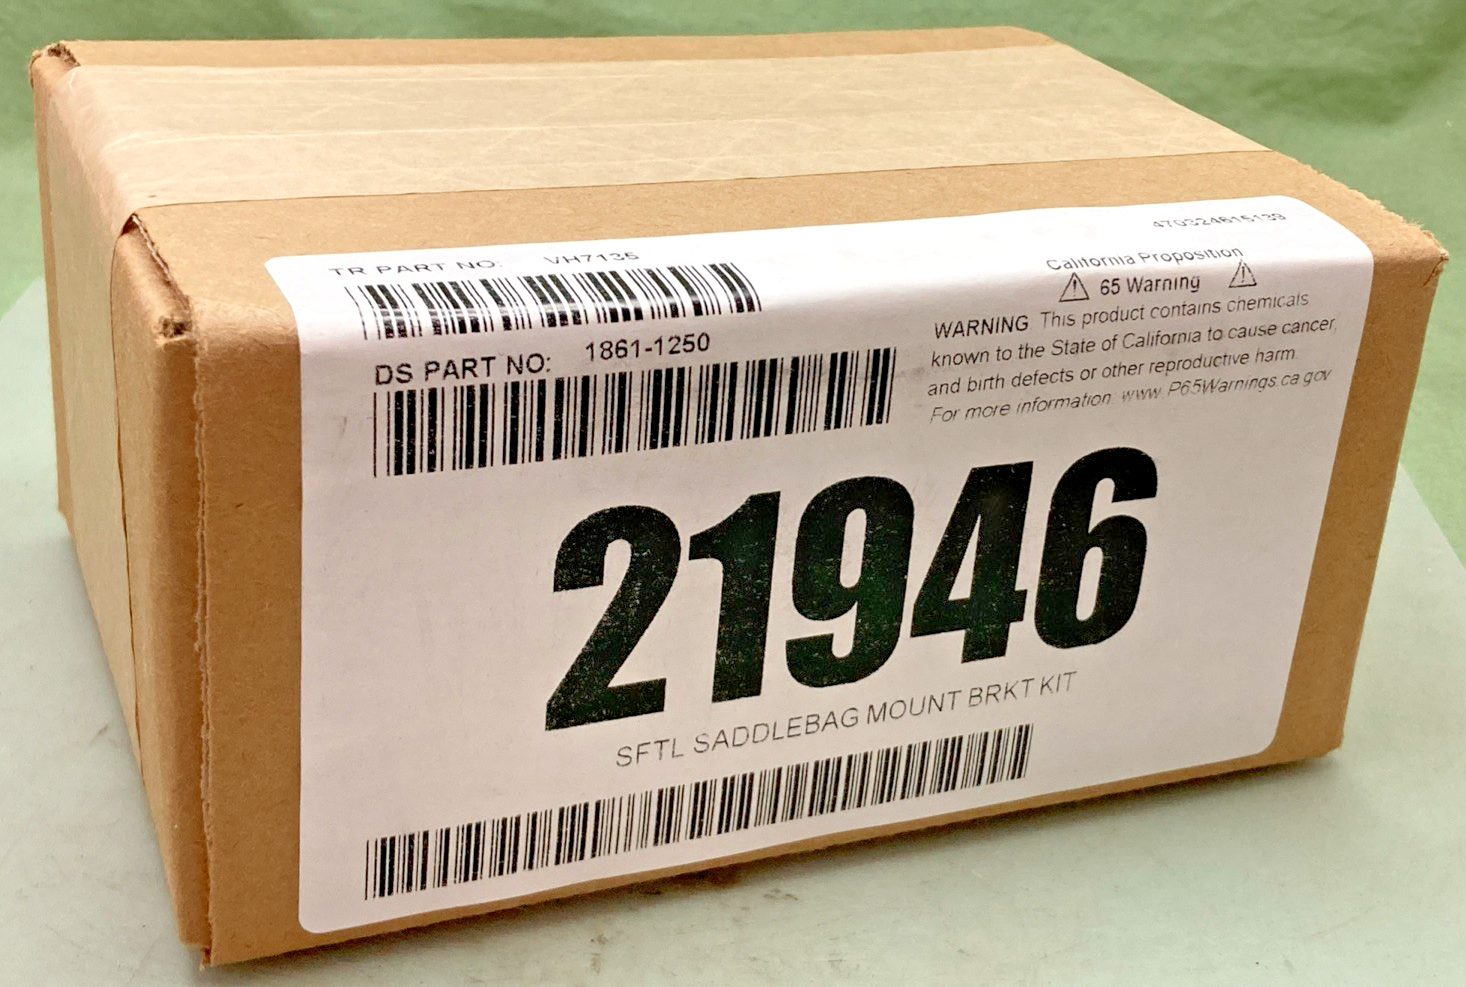 470324615139
TR PART NO: VH7135
California Proposition
65 Warning
DS PART NO: 1861-1250
WARNING This product contains chemicals
known to the State of California to cause cancer,
and birth defects or other reproductive harm.
For more information: www.P65Warnings.ca.gov
21946
SFTL SADDLEBAG MOUNT BRKT KIT